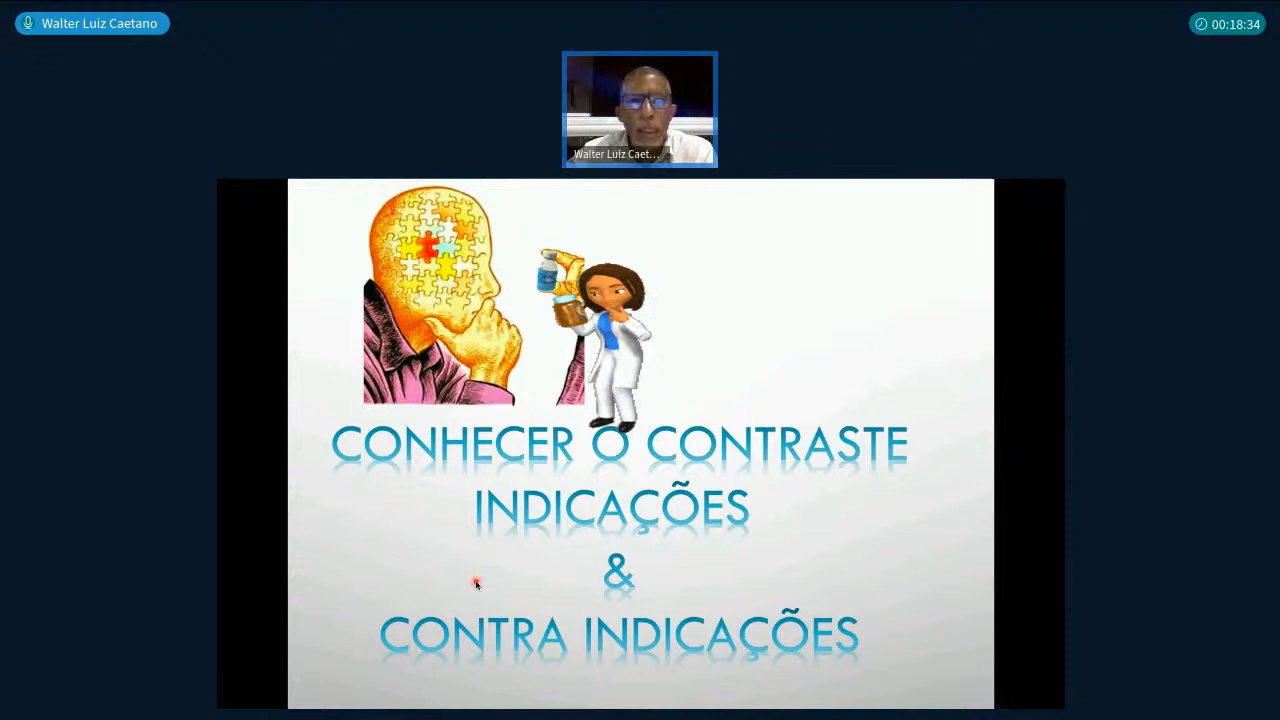 Walter Luiz Caetano
00:18:34
Walter Luiz Caet...
CONHECER O CONTRASTE
INDICAÇÕES
&
CONTRA INDICAÇÕES